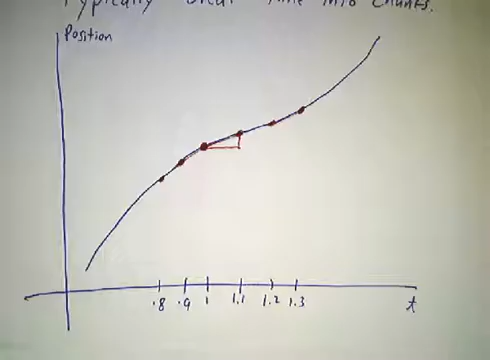 Typically break time into chunks.
Position
.8 .9 1 1.1 1.2 1.3 t